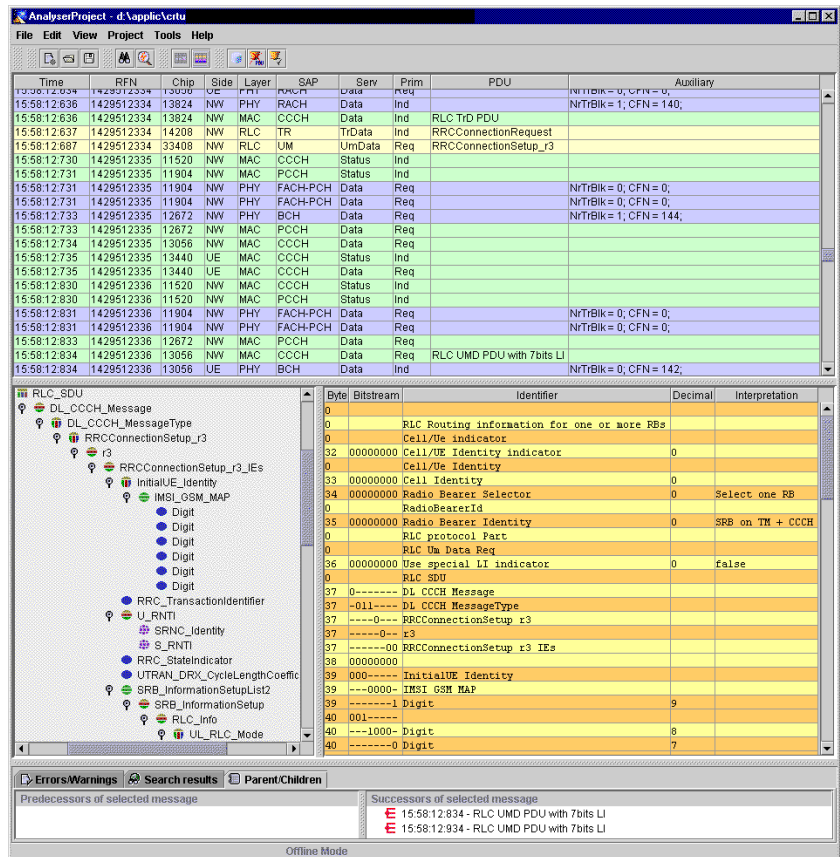 AnalyserProject - d:\applic\crtu
File Edit View Project Tools Help
Time RFN Chip Side Layer SAP Serv Prim PDU Auxiliary
15:58:12:634 1429512334 13056 UE PHY RACH Data Req NrTrBlk = 0; CFN = 0;
15:58:12:636 1429512334 13824 NW PHY RACH Data Ind NrTrBlk = 1; CFN = 140;
15:58:12:636 1429512334 13824 NW MAC CCCH Data Ind RLC TrD PDU
15:58:12:637 1429512334 14208 NW RLC TR TrData Ind RRCConnectionRequest
15:58:12:687 1429512334 33408 NW RLC UM UmData Req RRCConnectionSetup_r3
15:58:12:730 1429512335 11520 NW MAC CCCH Status Ind
15:58:12:731 1429512335 11904 NW MAC PCCH Status Ind
15:58:12:731 1429512335 11904 NW PHY FACH-PCH Data Req NrTrBlk = 0; CFN = 0;
15:58:12:731 1429512335 11904 NW PHY FACH-PCH Data Req NrTrBlk = 0; CFN = 0;
15:58:12:733 1429512335 12672 NW PHY BCH Data Req NrTrBlk = 1; CFN = 144;
15:58:12:733 1429512335 12672 NW MAC PCCH Data Req
15:58:12:734 1429512335 13056 NW MAC CCCH Data Req
15:58:12:735 1429512335 13440 UE MAC CCCH Status Ind
15:58:12:735 1429512335 13440 UE MAC CCCH Data Req
15:58:12:830 1429512336 11520 NW MAC CCCH Status Ind
15:58:12:830 1429512336 11520 NW MAC PCCH Status Ind
15:58:12:831 1429512336 11904 NW PHY FACH-PCH Data Req NrTrBlk = 0; CFN = 0;
15:58:12:831 1429512336 11904 NW PHY FACH-PCH Data Req NrTrBlk = 0; CFN = 0;
15:58:12:833 1429512336 12672 NW MAC PCCH Data Req
15:58:12:834 1429512336 13056 NW MAC CCCH Data Req RLC UMD PDU with 7bits LI
15:58:12:834 1429512336 13056 UE PHY BCH Data Ind NrTrBlk = 0; CFN = 142;
RLC_SDU
DL_CCCH_Message
DL_CCCH_MessageType
RRCConnectionSetup_r3
r3
RRCConnectionSetup_r3_IEs
InitialUE_Identity
IMSI_GSM_MAP
Digit
Digit
Digit
Digit
Digit
Digit
RRC_TransactionIdentifier
U_RNTI
SRNC_Identity
S_RNTI
RRC_StateIndicator
UTRAN_DRX_CycleLengthCoeffic
SRB_InformationSetupList2
SRB_InformationSetup
RLC_Info
UL_RLC_Mode
Byte Bitstream Identifier Decimal Interpretation
0
0 RLC Routing information for one or more RBs
0 Cell/Ue indicator
32 00000000 Cell/UE Identity indicator 0
0 Cell/Ue Identity
33 00000000 Cell Identity 0
34 00000000 Radio Bearer Selector 0 Select one RB
0 RadioBearerId
35 00000000 Radio Bearer Identity 0 SRB on TM + CCCH
0 RLC protocol Part
0 RLC Um Data Req
36 00000000 Use special LI indicator 0 false
0 RLC SDU
37 0------- DL CCCH Message
37 -011---- DL CCCH MessageType
37 ----0--- RRCConnectionSetup r3
37 -----0-- r3
37 ------00 RRCConnectionSetup r3 IEs
38 00000000
39 000----- InitialUE Identity
39 ---0000- IMSI GSM MAP
39 -------1 Digit 9
40 001-----
40 ---1000- Digit 8
40 -------0 Digit 7
Errors/Warnings Search results Parent/Children
Predecessors of selected message
Successors of selected message
15:58:12:834 - RLC UMD PDU with 7bits LI
15:58:12:934 - RLC UMD PDU with 7bits LI
Offline Mode